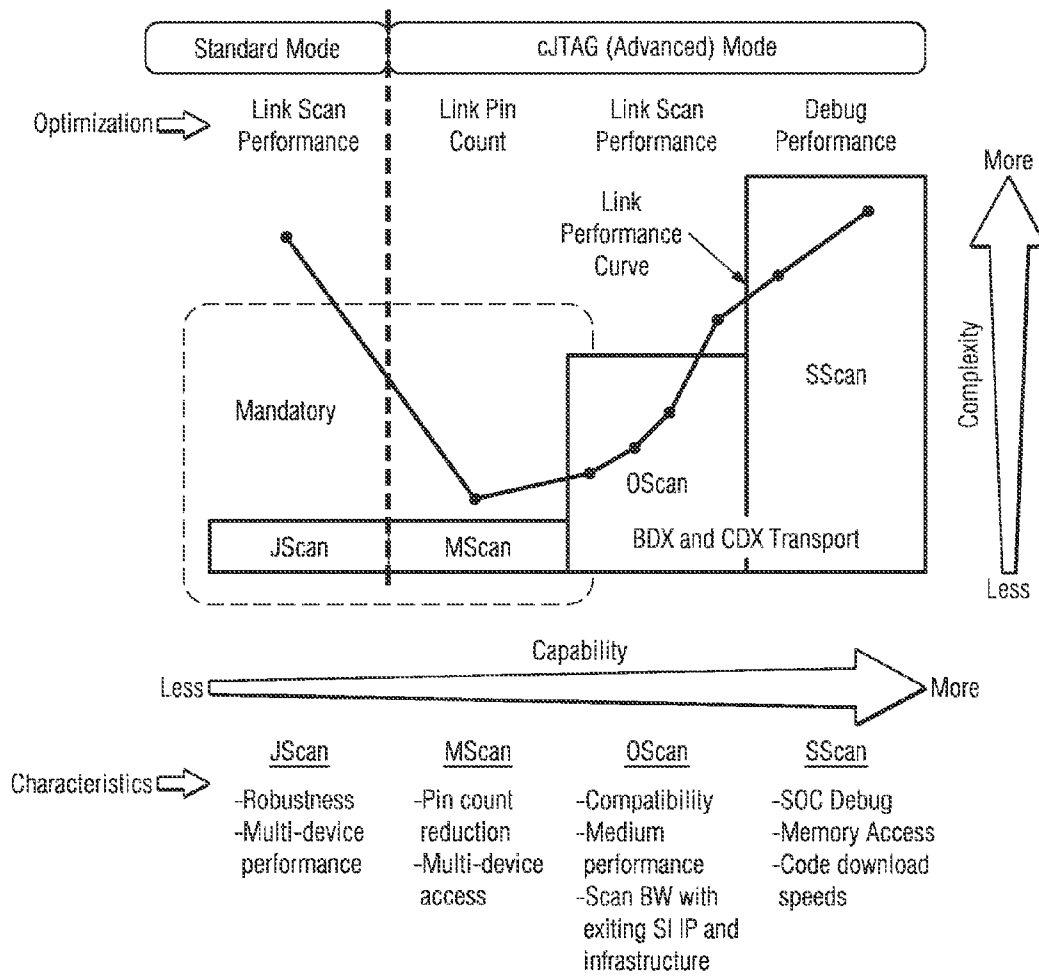 Standard Mode
cJTAG (Advanced) Mode
Optimization
Link Scan
Performance
Link Pin
Count
Link Scan
Performance
Debug
Performance
More
Link
Performance
Curve
Complexity
Mandatory
SScan
OScan
JScan
MScan
BDX and CDX Transport
Less
Capability
Less
More
Characteristics
JScan
-Robustness
-Multi-device
performance
MScan
-Pin count
reduction
-Multi-device
access
OScan
-Compatibility
-Medium
performance
-Scan BW with
exiting SI IP and
infrastructure
SScan
-SOC Debug
-Memory Access
-Code download
speeds